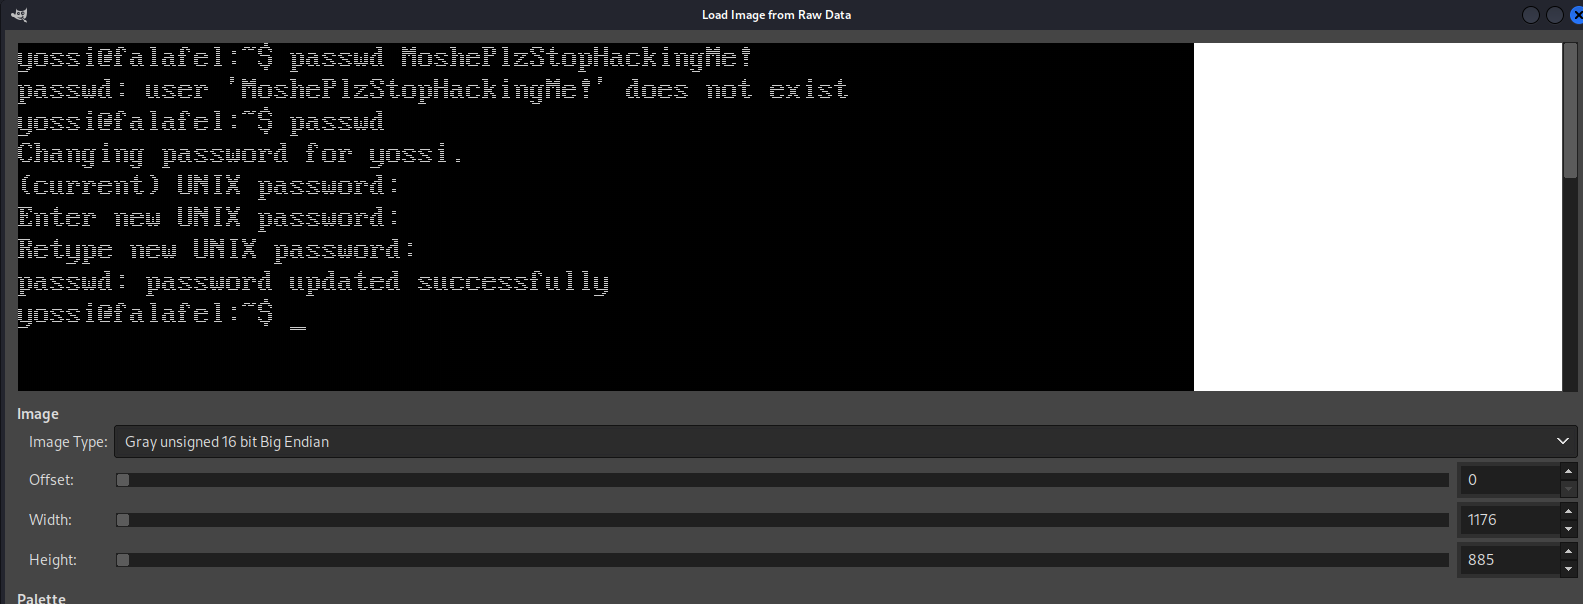 Load Image from Raw Data
yossi@falafel:~$ passwd MoshePlzStopHackingMe!
passwd: user 'MoshePlzStopHackingMe!' does not exist
yossi@falafel:~$ passwd
Changing password for yossi.
(current) UNIX password:
Enter new UNIX password:
Retype new UNIX password:
passwd: password updated successfully
yossi@falafel:~$ _
Image
Image Type: Gray unsigned 16 bit Big Endian
Offset: 0
Width: 1176
Height: 885
Palette